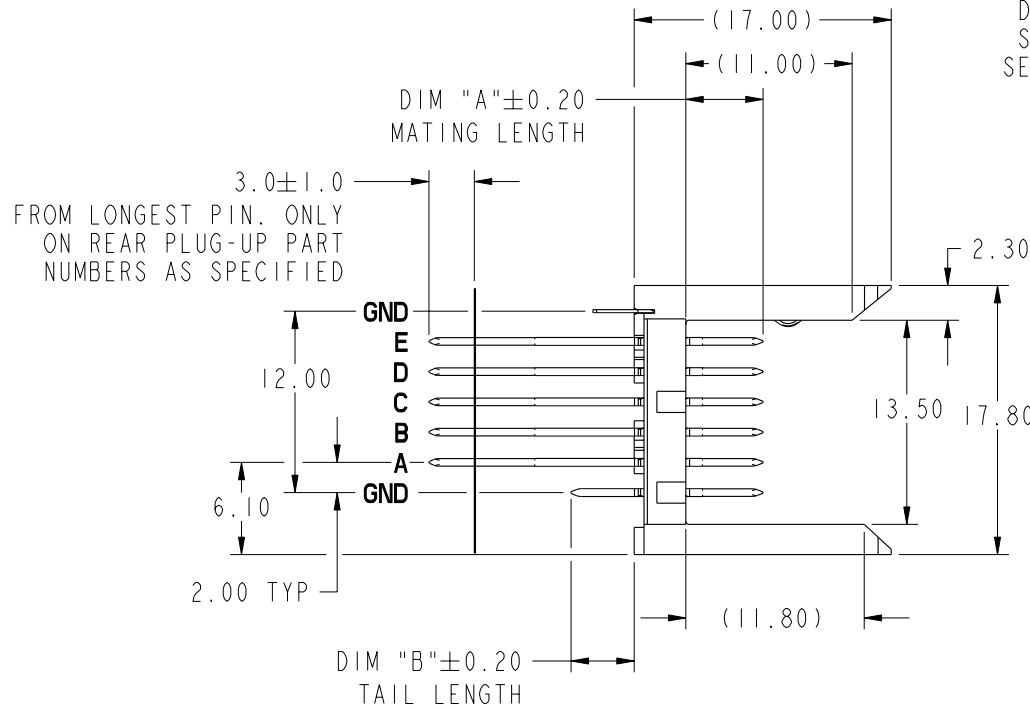 (17.00)
D
S
(11.00)
SE
DIM "A"±0.20
MATING LENGTH
3.0±1.0
FROM LONGEST PIN. ONLY
ON REAR PLUG-UP PART
NUMBERS AS SPECIFIED
2.30
GND
E
D
12.00
C
13.50
17.80
B
A
GND
6.10
2.00 TYP
(11.80)
DIM "B"±0.20
TAIL LENGTH